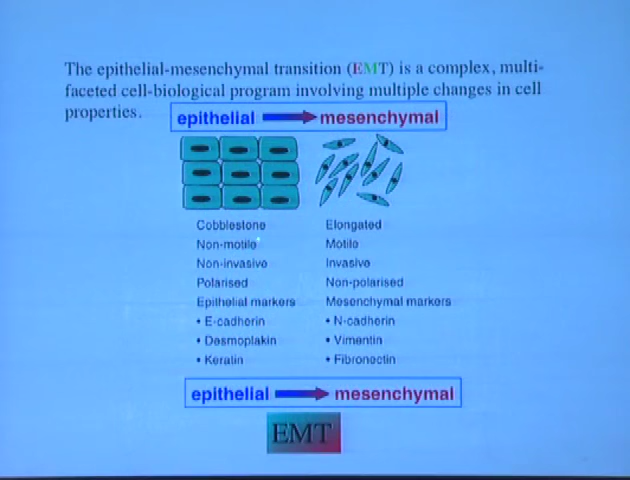 The epithelial-mesenchymal transition (EMT) is a complex, multi-
faceted cell-biological program involving multiple changes in cell
properties.
epithelial mesenchymal
Cobblestone Elongated
Non-motile Motile
Non-invasive Invasive
Polarised Non-polarised
Epithelial markers Mesenchymal markers
• E-cadherin • N-cadherin
• Desmoplakin • Vimentin
• Keratin • Fibronectin
epithelial mesenchymal
EMT